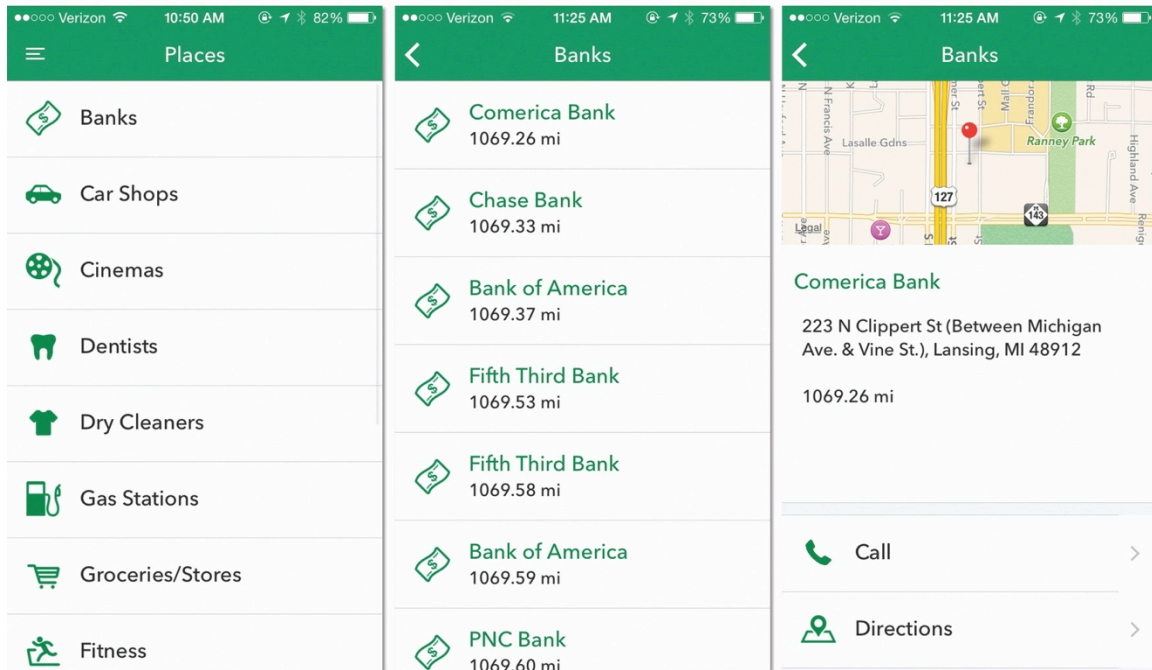 Verizon 10:50 AM 82%
Places
Banks
Car Shops
Cinemas
Dentists
Dry Cleaners
Gas Stations
Groceries/Stores
Fitness
Verizon 11:25 AM 73%
Banks
Comerica Bank
1069.26 mi
Chase Bank
1069.33 mi
Bank of America
1069.37 mi
Fifth Third Bank
1069.53 mi
Fifth Third Bank
1069.58 mi
Bank of America
1069.59 mi
PNC Bank
1069.60 mi
Verizon 11:25 AM 73%
Banks
N Francis Ave
Lasalle Gdns
Ranney Park
Highland Ave
127
143
Legal
Comerica Bank
223 N Clippert St (Between Michigan
Ave. & Vine St.), Lansing, MI 48912
1069.26 mi
Call
Directions